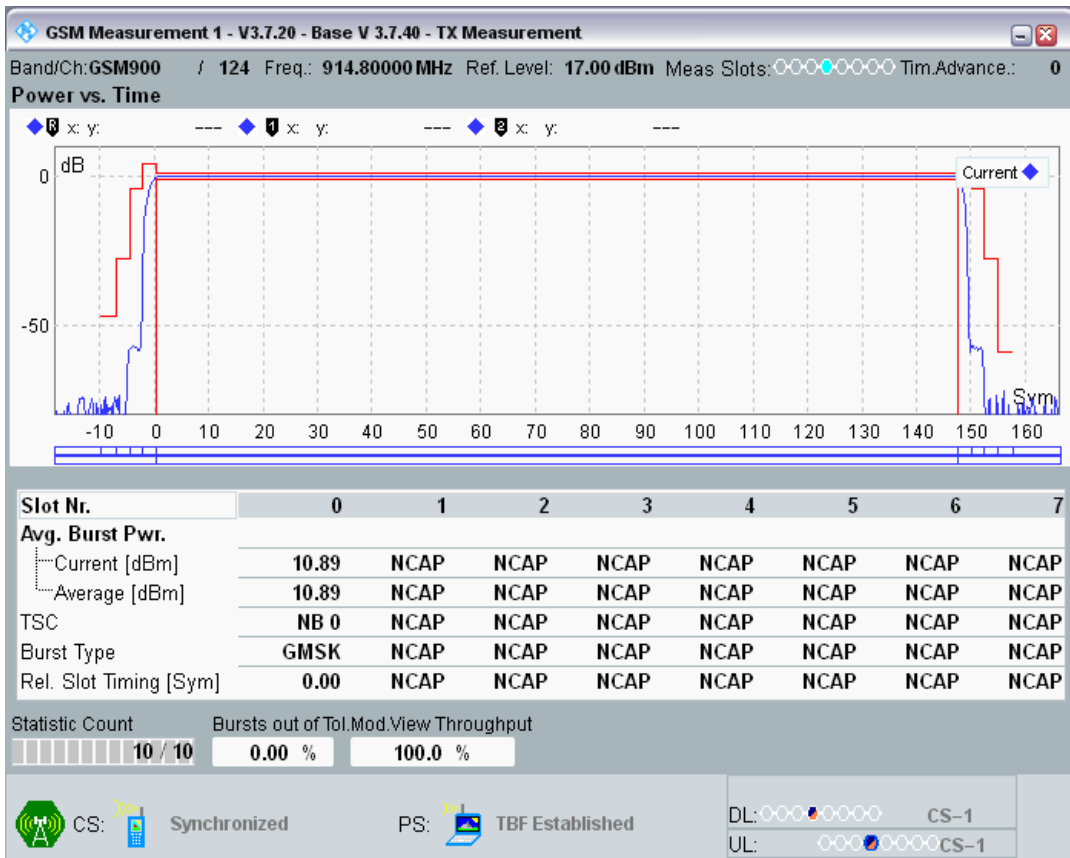 GSM Measurement 1 - V3.7.20 - Base V 3.7.40 - TX Measurement
Band/Ch:GSM900 / 124 Freq.: 914.80000 MHz Ref. Level: 17.00 dBm Meas Slots: Tim.Advance.: 0
Power vs. Time
R x: y: --- 1 x: y: --- 2 x: y: ---
dB
Current
0
-50
Sym
-10 0 10 20 30 40 50 60 70 80 90 100 110 120 130 140 150 160
Slot Nr. 0 1 2 3 4 5 6 7
Avg. Burst Pwr.
Current [dBm] 10.89 NCAP NCAP NCAP NCAP NCAP NCAP NCAP
Average [dBm] 10.89 NCAP NCAP NCAP NCAP NCAP NCAP NCAP
TSC NB 0 NCAP NCAP NCAP NCAP NCAP NCAP NCAP
Burst Type GMSK NCAP NCAP NCAP NCAP NCAP NCAP NCAP
Rel. Slot Timing [Sym] 0.00 NCAP NCAP NCAP NCAP NCAP NCAP NCAP
Statistic Count Bursts out of Tol.Mod.View Throughput
10 / 10 0.00 % 100.0 %
CS: Synchronized PS: TBF Established
DL: CS-1
UL: CS-1